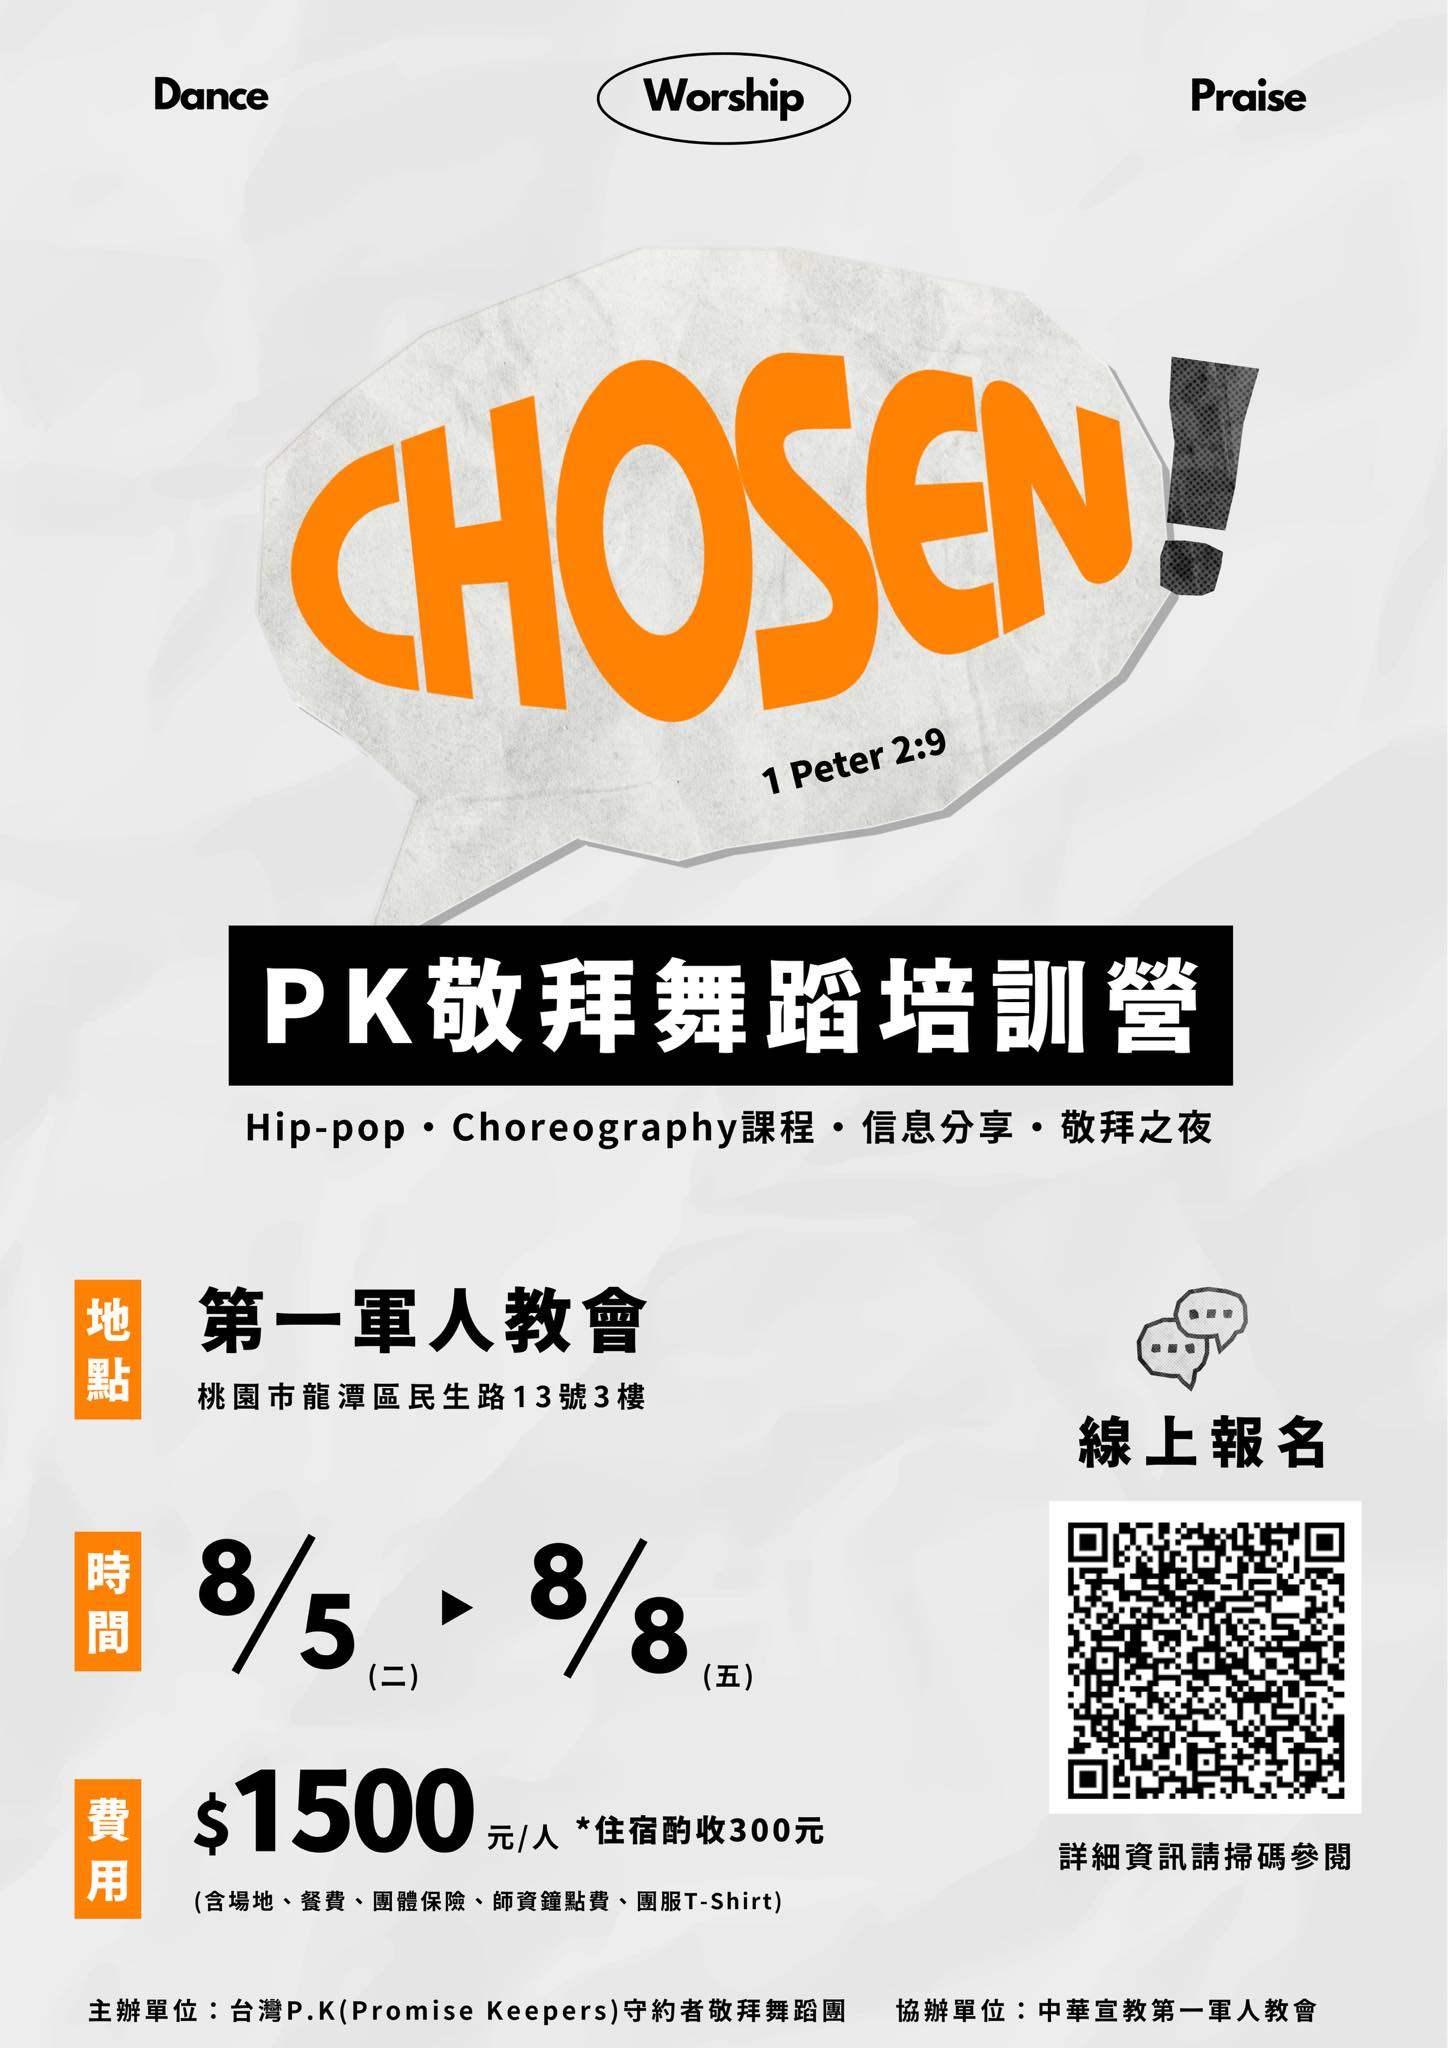 Dance
Worship
Praise
CHOSEN!
1 Peter 2:9
PK敬拜舞蹈培訓營
Hip-pop・Choreography課程・信息分享・敬拜之夜
地點
第一軍人教會
桃園市龍潭區民生路13號3樓
時間
8/5(二) ▶ 8/8(五)
費用
$1500元/人 *住宿酌收300元
(含場地、餐費、團體保險、師資鐘點費、團服T-Shirt)
線上報名
詳細資訊請掃碼參閱
主辦單位：台灣P.K(Promise Keepers)守約者敬拜舞蹈團
協辦單位：中華宣教第一軍人教會